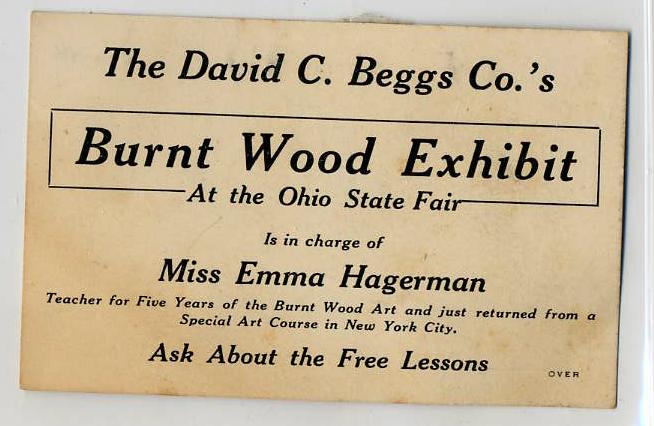 The David C. Beggs Co.'s
Burnt Wood Exhibit
At the Ohio State Fair
Is in charge of
Miss Emma Hagerman
Teacher for Five Years of the Burnt Wood Art and just returned from a
Special Art Course in New York City.
Ask About the Free Lessons
OVER